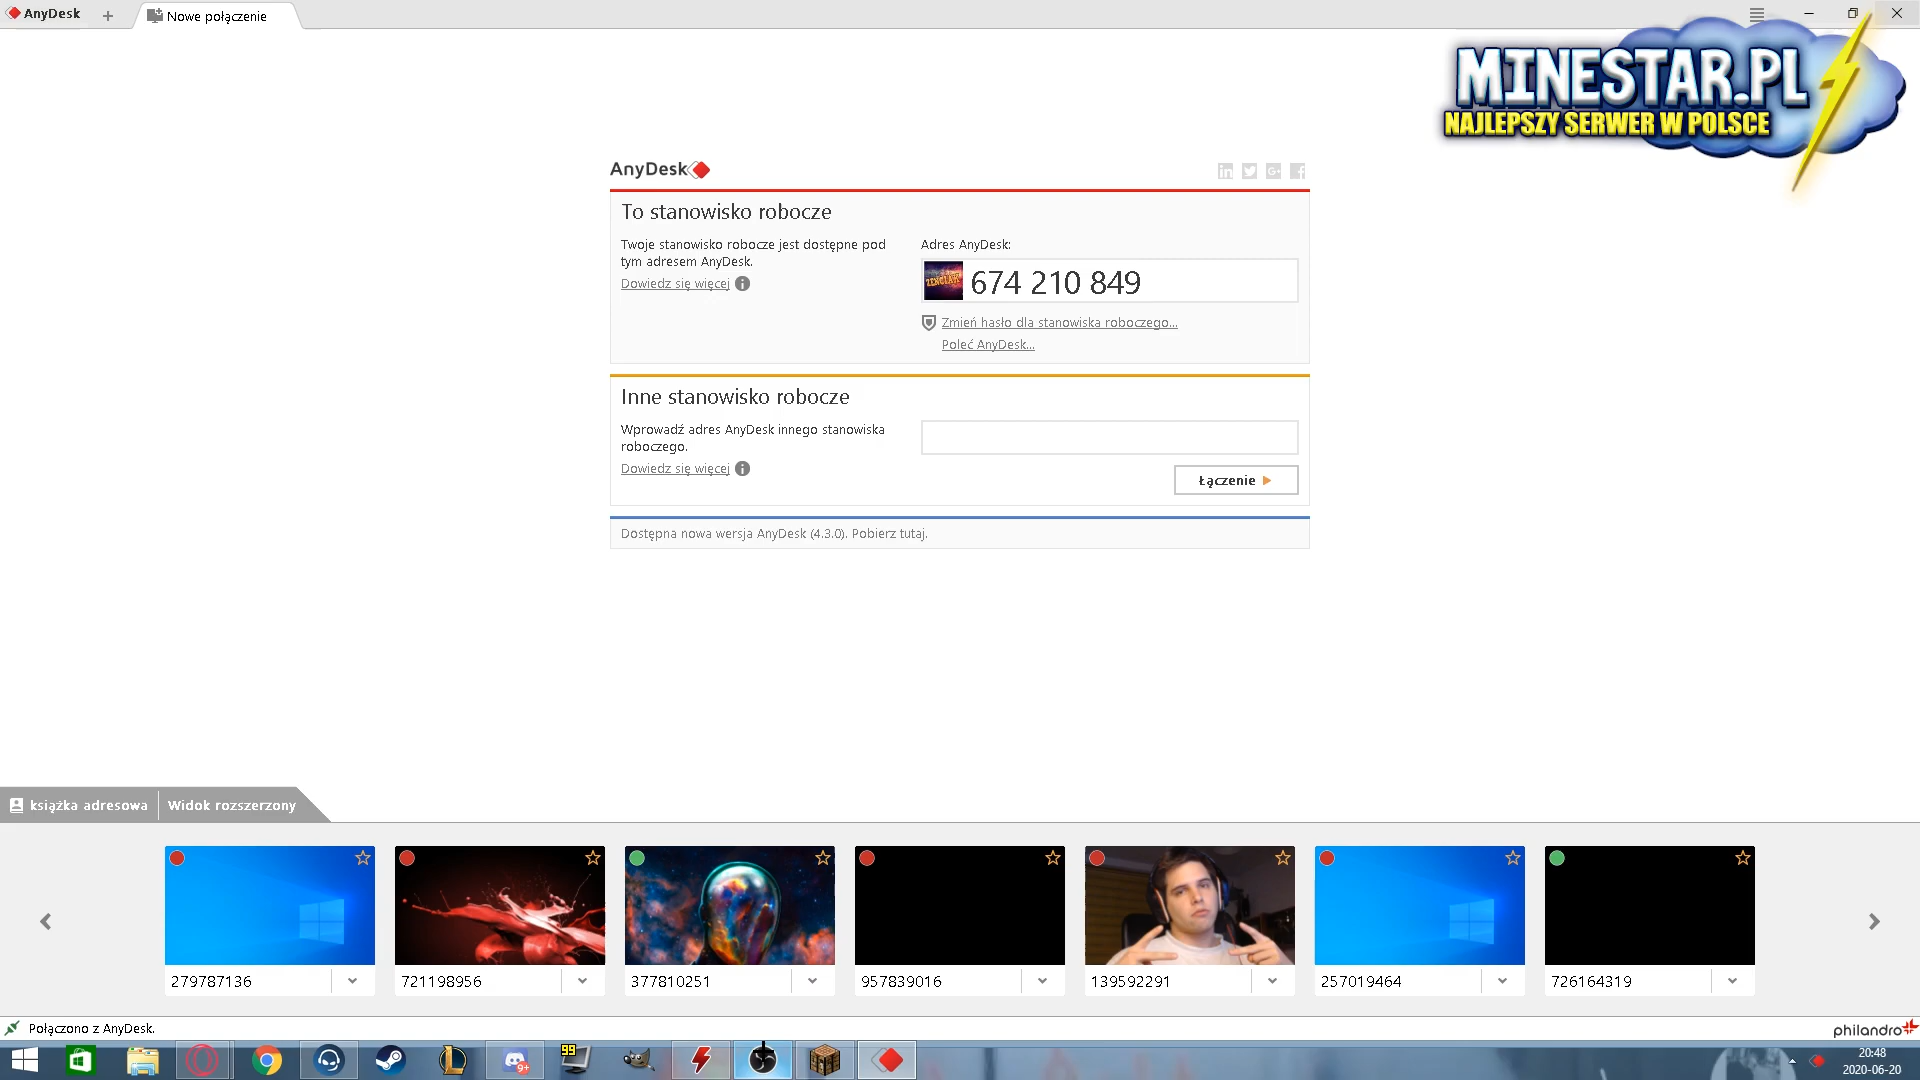 AnyDesk
Nowe połączenie
MINESTAR.PL
NAJLEPSZY SERWER W POLSCE
AnyDesk
To stanowisko robocze
Twoje stanowisko robocze jest dostępne pod
tym adresem AnyDesk.
Dowiedz się więcej
Adres AnyDesk:
674 210 849
Zmień hasło dla stanowiska roboczego...
Poleć AnyDesk...
Inne stanowisko robocze
Wprowadź adres AnyDesk innego stanowiska
roboczego.
Dowiedz się więcej
Łączenie
Dostępna nowa wersja AnyDesk (4.3.0). Pobierz tutaj.
książka adresowa
Widok rozszerzony
279787136
721198956
377810251
957839016
139592291
257019464
726164319
Połączono z AnyDesk.
philandro
99
9+
20:48
2020-06-20